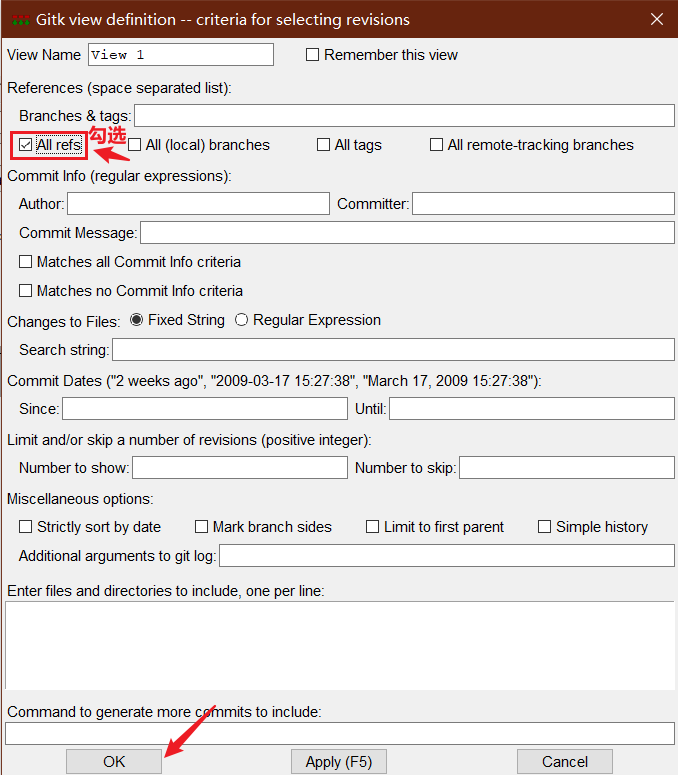 Gitk view definition -- criteria for selecting revisions
View Name View 1 Remember this view
References (space separated list):
Branches & tags:
All refs 勾选 All (local) branches All tags All remote-tracking branches
Commit Info (regular expressions):
Author: Committer:
Commit Message:
Matches all Commit Info criteria
Matches no Commit Info criteria
Changes to Files: Fixed String Regular Expression
Search string:
Commit Dates ("2 weeks ago", "2009-03-17 15:27:38", "March 17, 2009 15:27:38"):
Since: Until:
Limit and/or skip a number of revisions (positive integer):
Number to show: Number to skip:
Miscellaneous options:
Strictly sort by date Mark branch sides Limit to first parent Simple history
Additional arguments to git log:
Enter files and directories to include, one per line:
Command to generate more commits to include:
OK Apply (F5) Cancel